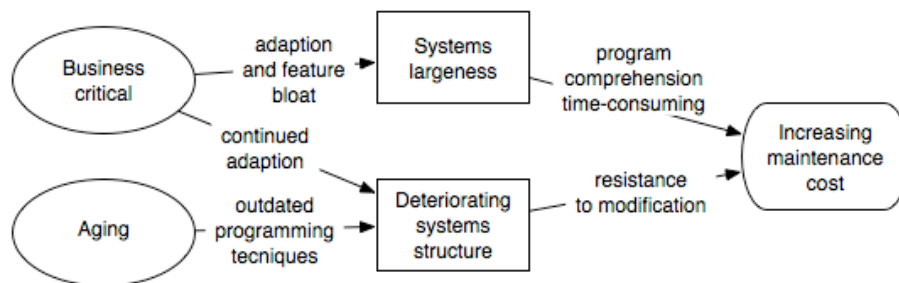 Business
critical
adaption
and feature
bloat
Systems
largeness
program
comprehension
time-consuming
continued
adaption
Increasing
maintenance
cost
Aging
outdated
programming
tecniques
Deteriorating
systems
structure
resistance
to modification